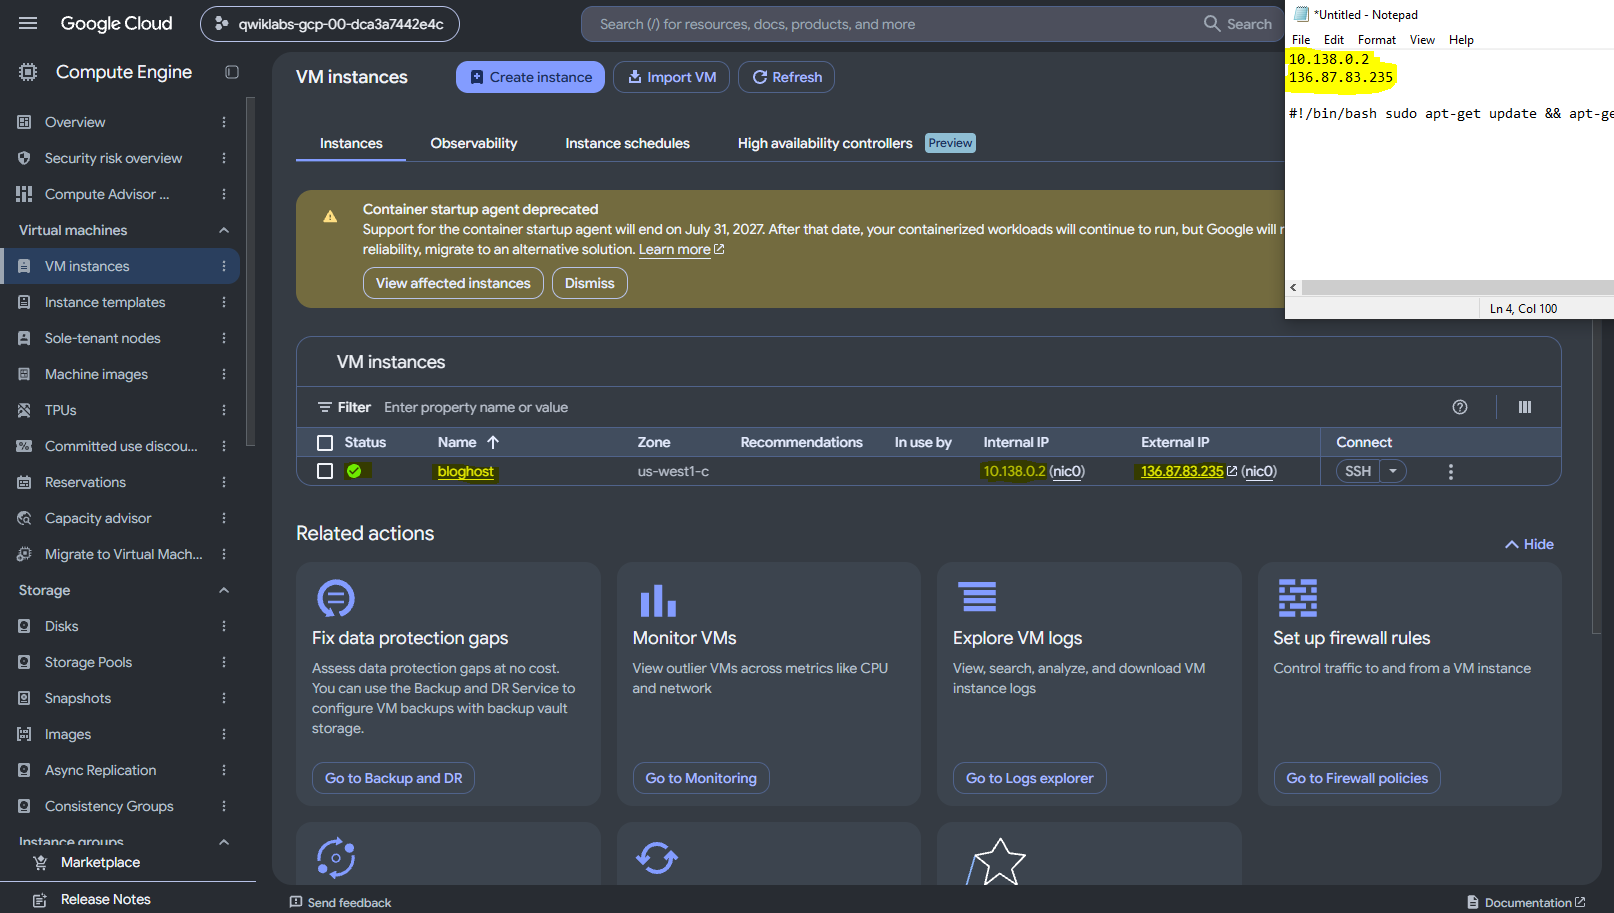 Google Cloud
qwiklabs-gcp-00-dca3a7442e4c
Search (/) for resources, docs, products, and more
Search
*Untitled - Notepad
File Edit Format View Help
10.138.0.2
136.87.83.235
#!/bin/bash sudo apt-get update && apt-ge
Ln 4, Col 100
Compute Engine
Overview
Security risk overview
Compute Advisor ...
Virtual machines
VM instances
Instance templates
Sole-tenant nodes
Machine images
TPUs
Committed use discou...
Reservations
Capacity advisor
Migrate to Virtual Mach...
Storage
Disks
Storage Pools
Snapshots
Images
Async Replication
Consistency Groups
Instance groups
Marketplace
Release Notes
VM instances
Create instance
Import VM
Refresh
Instances
Observability
Instance schedules
High availability controllers
Preview
Container startup agent deprecated
Support for the container startup agent will end on July 31, 2027. After that date, your containerized workloads will continue to run, but Google will
reliability, migrate to an alternative solution. Learn more
View affected instances
Dismiss
VM instances
Filter Enter property name or value
Status Name Zone Recommendations In use by Internal IP External IP Connect
bloghost us-west1-c 10.138.0.2 (nic0) 136.87.83.235 (nic0) SSH
Related actions
Hide
Fix data protection gaps
Assess data protection gaps at no cost.
You can use the Backup and DR Service to
configure VM backups with backup vault
storage.
Go to Backup and DR
Monitor VMs
View outlier VMs across metrics like CPU
and network
Go to Monitoring
Explore VM logs
View, search, analyze, and download VM
instance logs
Go to Logs explorer
Set up firewall rules
Control traffic to and from a VM instance
Go to Firewall policies
Send feedback
Documentation